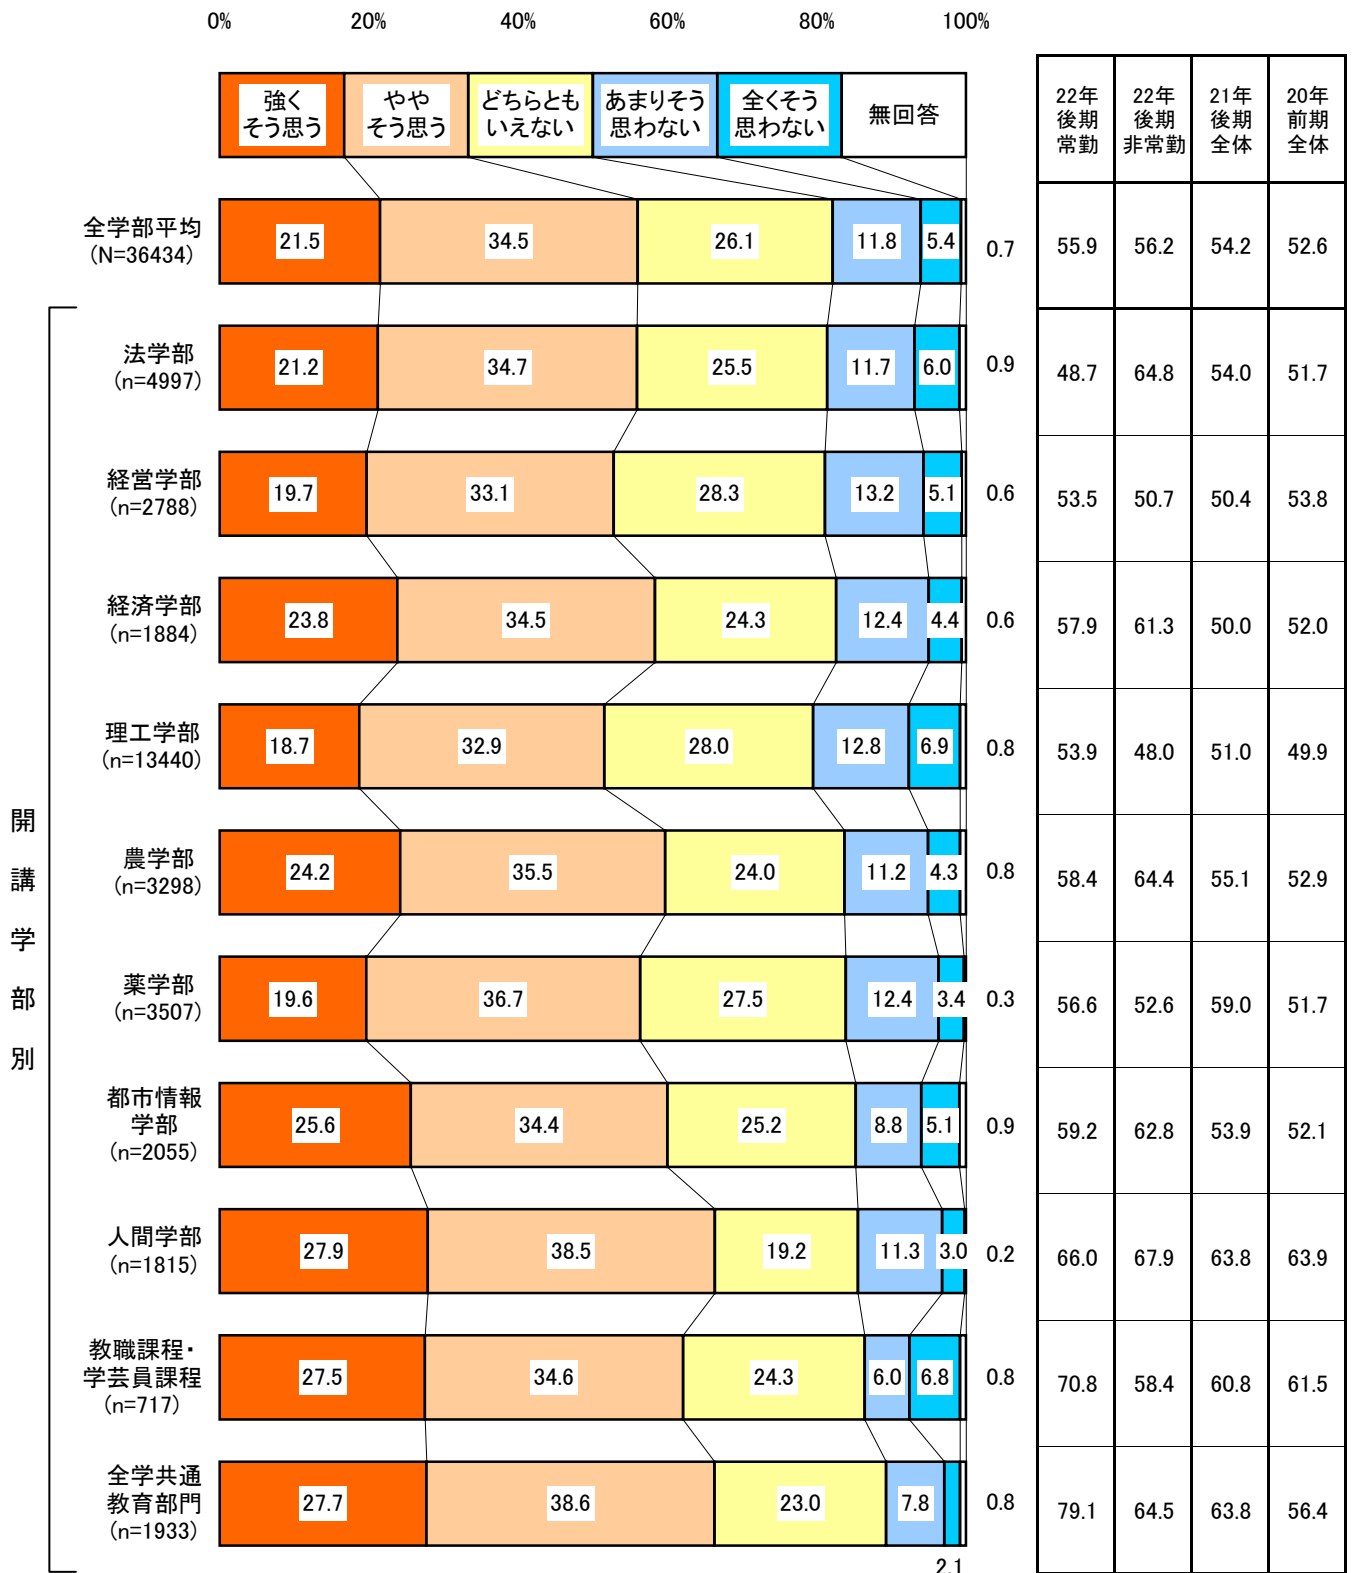 0% 20% 40% 60% 80% 100%
強く そう思う
やや そう思う
どちらとも いえない
あまりそう 思わない
全くそう 思わない
無回答
22年 後期 常勤
22年 後期 非常勤
21年 後期 全体
20年 前期 全体
全学部平均
(N=36434)
21.5 34.5 26.1 11.8 5.4 0.7 55.9 56.2 54.2 52.6
開講学部別
法学部
(n=4997)
21.2 34.7 25.5 11.7 6.0 0.9 48.7 64.8 54.0 51.7
経営学部
(n=2788)
19.7 33.1 28.3 13.2 5.1 0.6 53.5 50.7 50.4 53.8
経済学部
(n=1884)
23.8 34.5 24.3 12.4 4.4 0.6 57.9 61.3 50.0 52.0
理工学部
(n=13440)
18.7 32.9 28.0 12.8 6.9 0.8 53.9 48.0 51.0 49.9
農学部
(n=3298)
24.2 35.5 24.0 11.2 4.3 0.8 58.4 64.4 55.1 52.9
薬学部
(n=3507)
19.6 36.7 27.5 12.4 3.4 0.3 56.6 52.6 59.0 51.7
都市情報
学部
(n=2055)
25.6 34.4 25.2 8.8 5.1 0.9 59.2 62.8 53.9 52.1
人間学部
(n=1815)
27.9 38.5 19.2 11.3 3.0 0.2 66.0 67.9 63.8 63.9
教職課程・
学芸員課程
(n=717)
27.5 34.6 24.3 6.0 6.8 0.8 70.8 58.4 60.8 61.5
全学共通
教育部門
(n=1933)
27.7 38.6 23.0 7.8 0.8 79.1 64.5 63.8 56.4
2.1